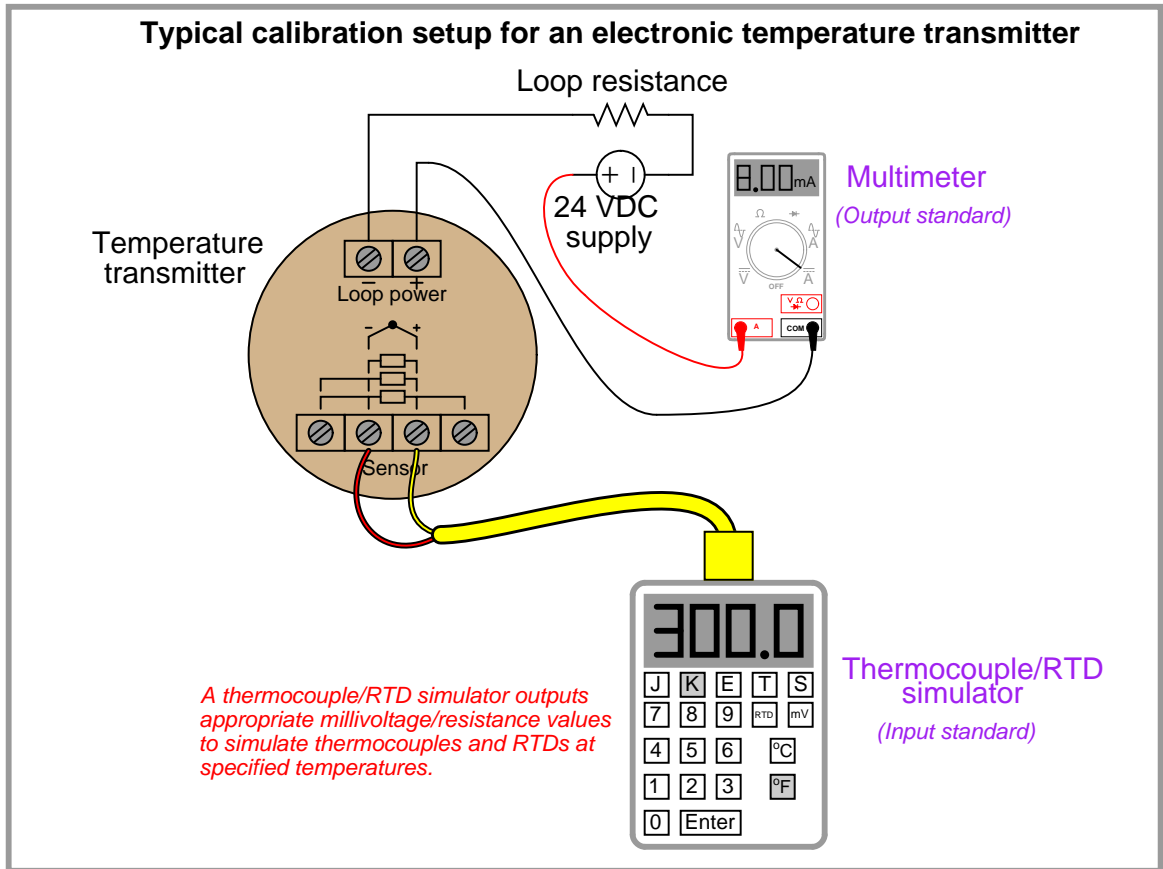 Typical calibration setup for an electronic temperature transmitter
Loop resistance
24 VDC
supply
8.00mA
Multimeter
(Output standard)
Ω
V
A
V
A
OFF
V Ω
A
COM
Temperature
transmitter
− +
Loop power
- +
Sensor
300.0
J K E T S
7 8 9 RTD mV
4 5 6 °C
1 2 3 °F
0 Enter
Thermocouple/RTD
simulator
(Input standard)
A thermocouple/RTD simulator outputs
appropriate millivoltage/resistance values
to simulate thermocouples and RTDs at
specified temperatures.